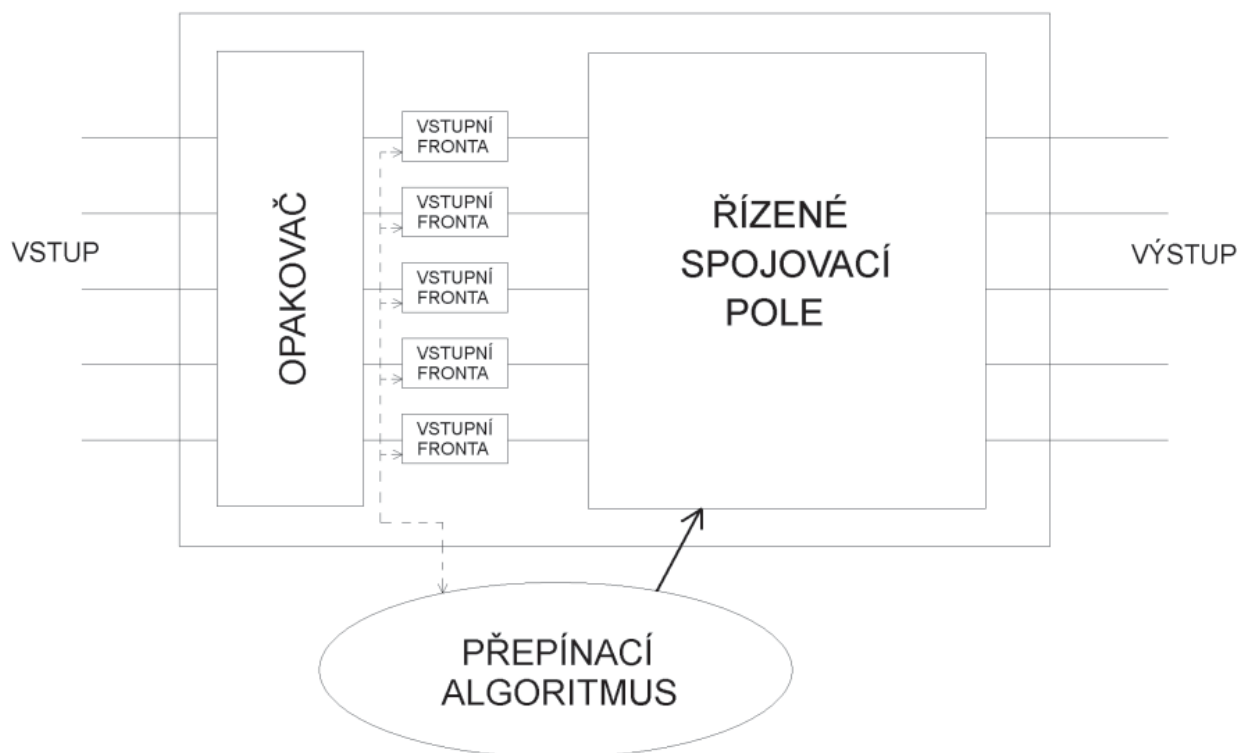 VSTUP
OPAKOVAČ
VSTUPNÍ
FRONTA
VSTUPNÍ
FRONTA
VSTUPNÍ
FRONTA
VSTUPNÍ
FRONTA
VSTUPNÍ
FRONTA
ŘÍZENÉ
SPOJOVACÍ
POLE
VÝSTUP
PŘEPÍNACÍ
ALGORITMUS